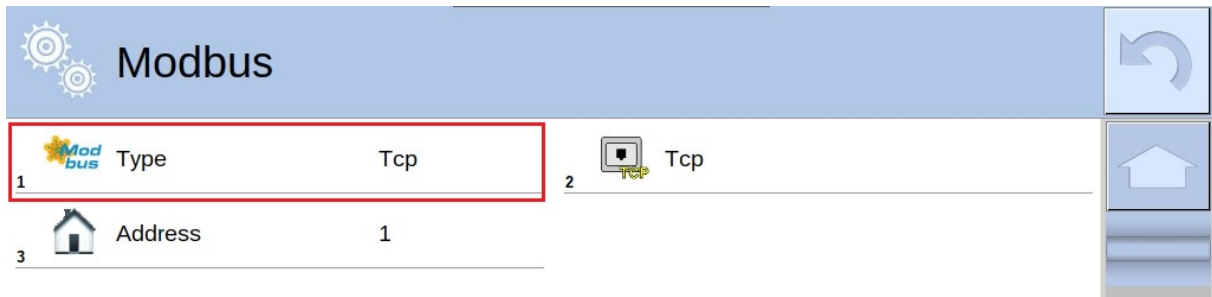 Modbus
Mod
bus
Type Tcp
1
TCP
Tcp
2
Address 1
3